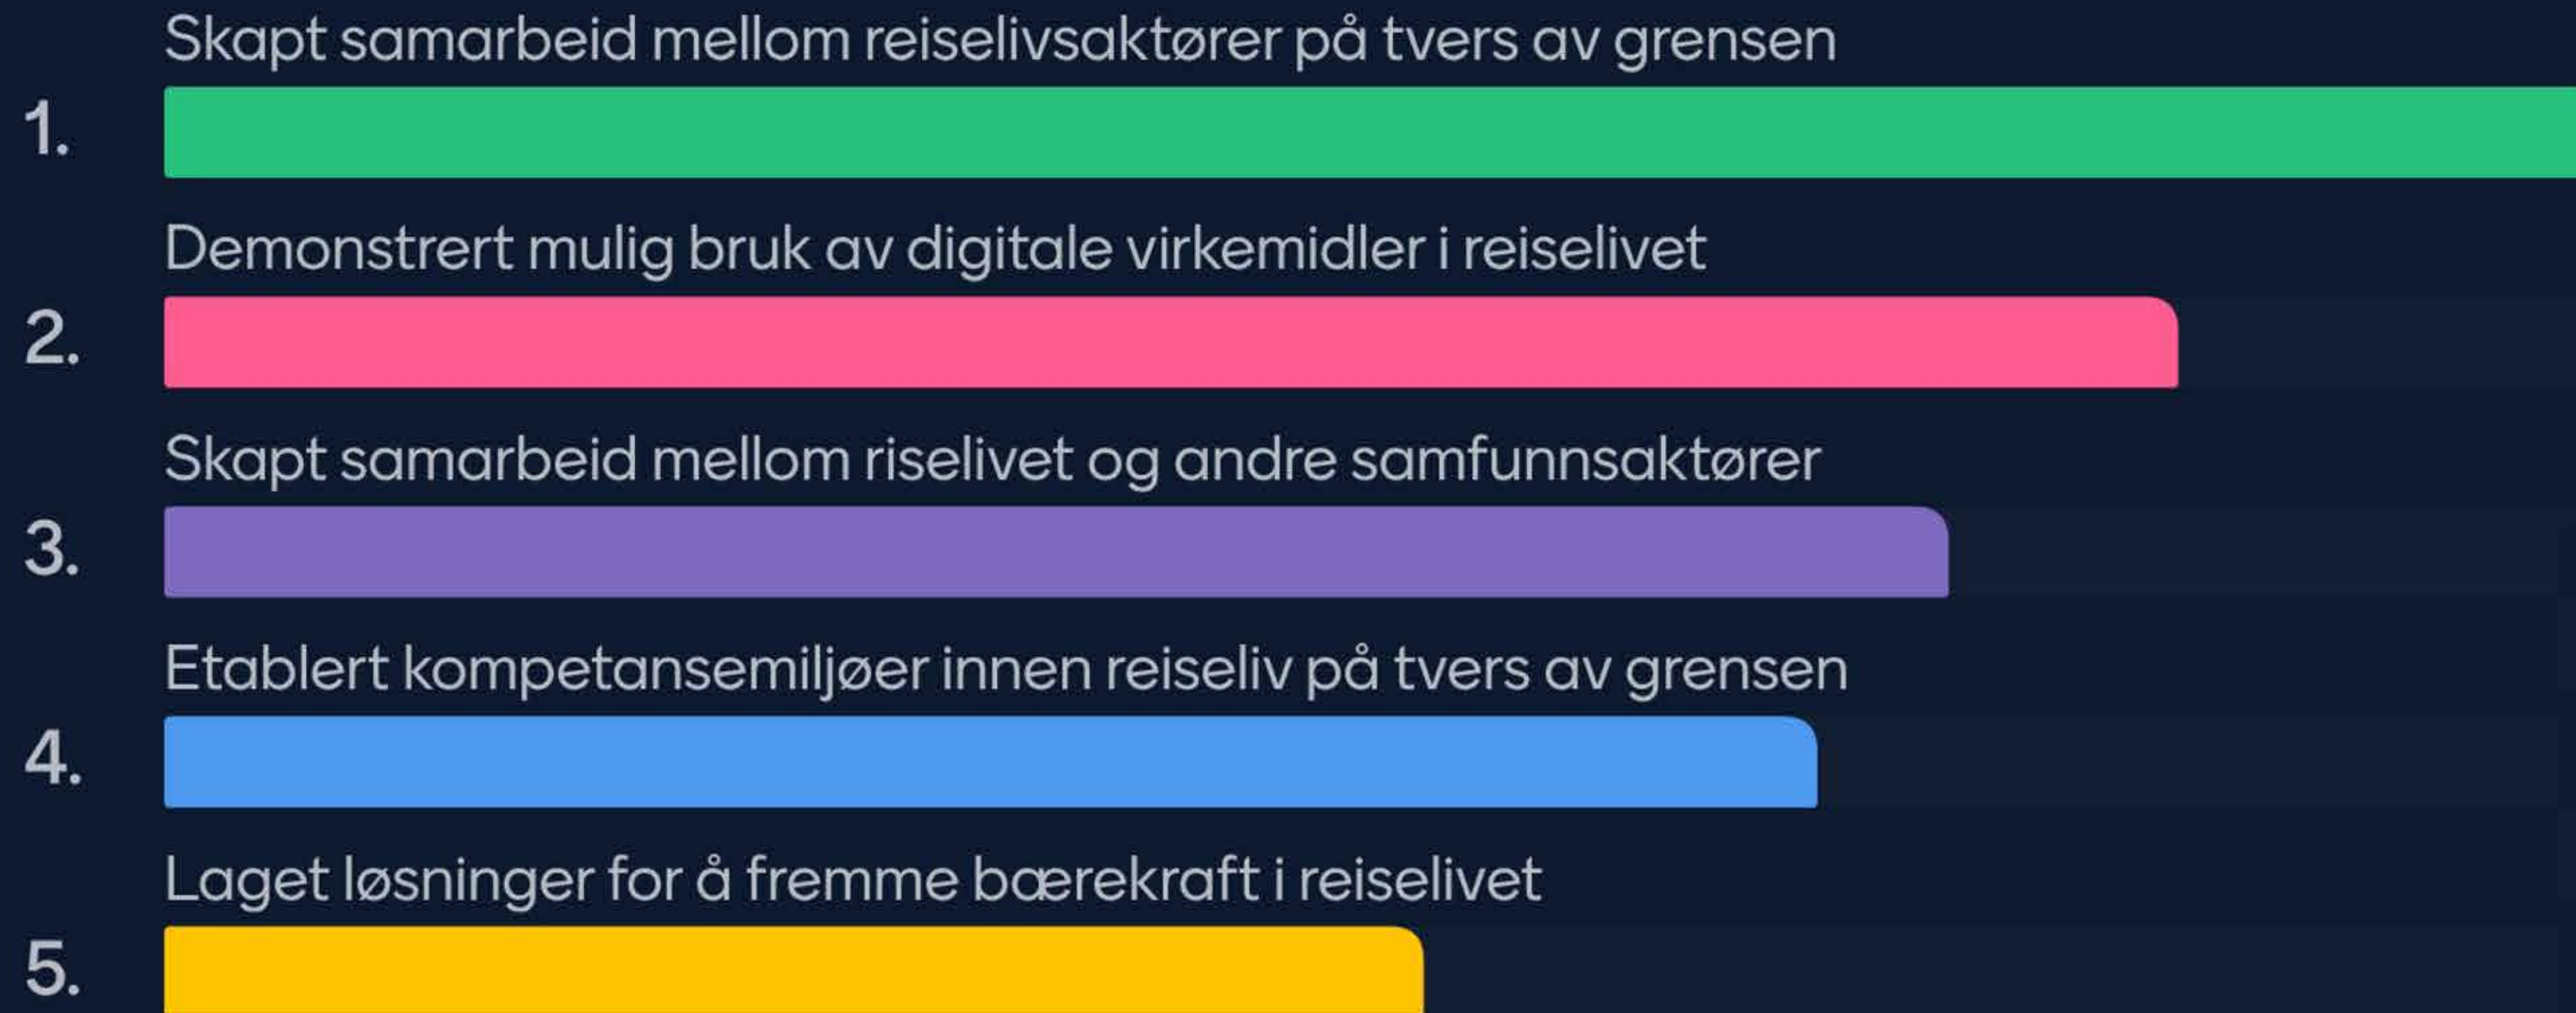 Skapt samarbeid mellom reiselivsaktører på tvers av grensen
1.
Demonstrert mulig bruk av digitale virkemidler i reiselivet
2.
Skapt samarbeid mellom riselivet og andre samfunnsaktører
3.
Etablert kompetansemiljøer innen reiseliv på tvers av grensen
4.
Laget løsninger for å fremme bærekraft i reiselivet
5.